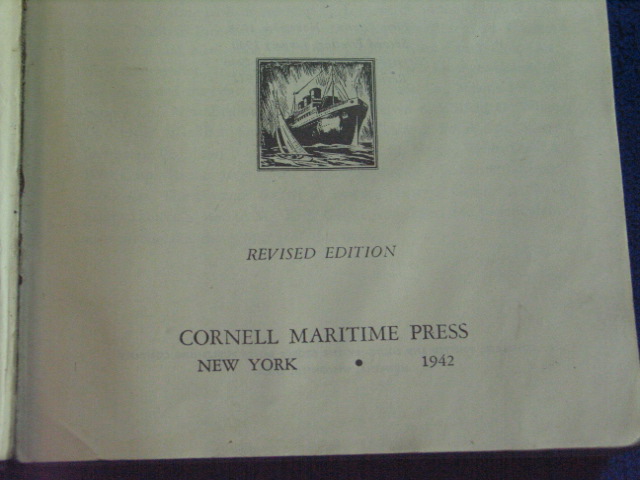 REVISED EDITION
CORNELL MARITIME PRESS
NEW YORK • 1942